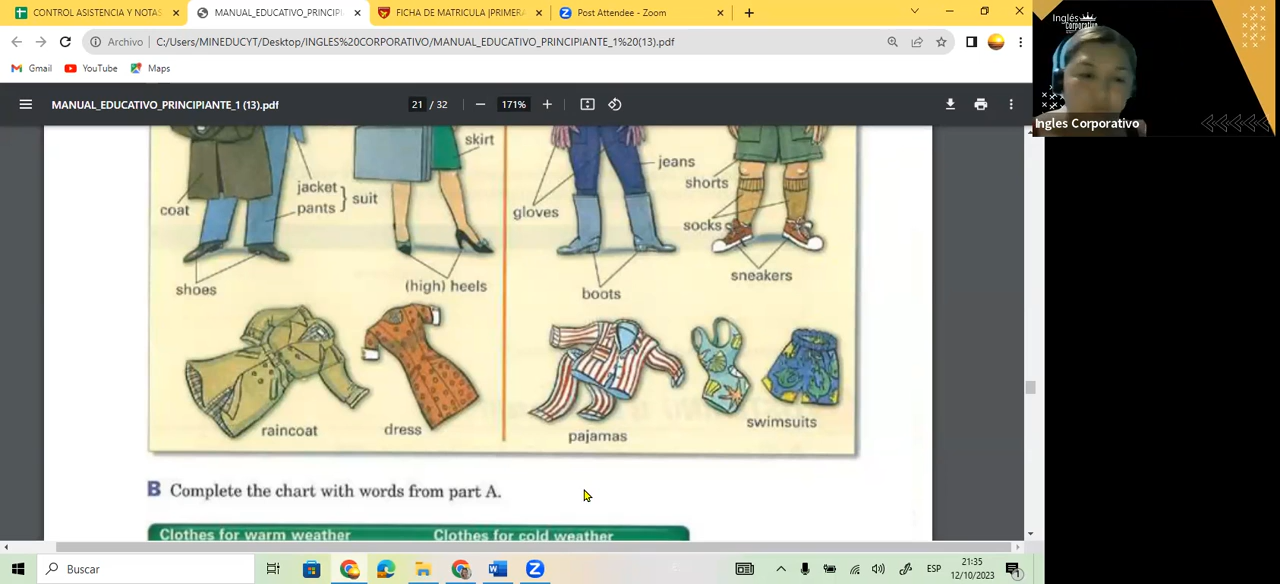 CONTROL ASISTENCIA Y NOTAS
MANUAL_EDUCATIVO_PRINCIPI
FICHA DE MATRICULA |PRIMERA
Post Attendee - Zoom
Archivo
C:/Users/MINEDUCYT/Desktop/INGLES%20CORPORATIVO/MANUAL_EDUCATIVO_PRINCIPIANTE_1%20(13).pdf
Gmail
YouTube
Maps
MANUAL_EDUCATIVO_PRINCIPIANTE_1 (13).pdf
21 / 32
171%
Inglés
Corporativo
Ingles Corporativo
skirt
jeans
shorts
jacket
pants
suit
coat
gloves
socks
shoes
(high) heels
boots
sneakers
raincoat
dress
pajamas
swimsuits
B Complete the chart with words from part A.
Clothes for warm weather
Clothes for cold weather
Buscar
ESP
21:35
12/10/2023
1